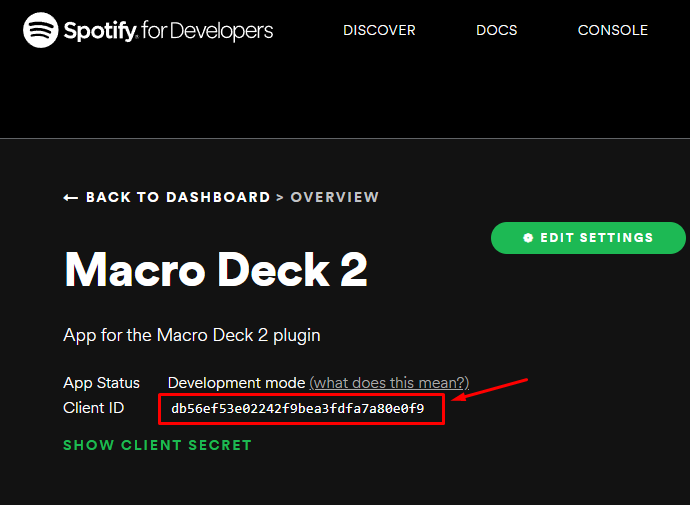 Spotify for Developers DISCOVER DOCS CONSOLE
← BACK TO DASHBOARD > OVERVIEW
EDIT SETTINGS
Macro Deck 2
App for the Macro Deck 2 plugin
App Status Development mode (what does this mean?)
Client ID db56ef53e02242f9bea3fdfa7a80e0f9
SHOW CLIENT SECRET